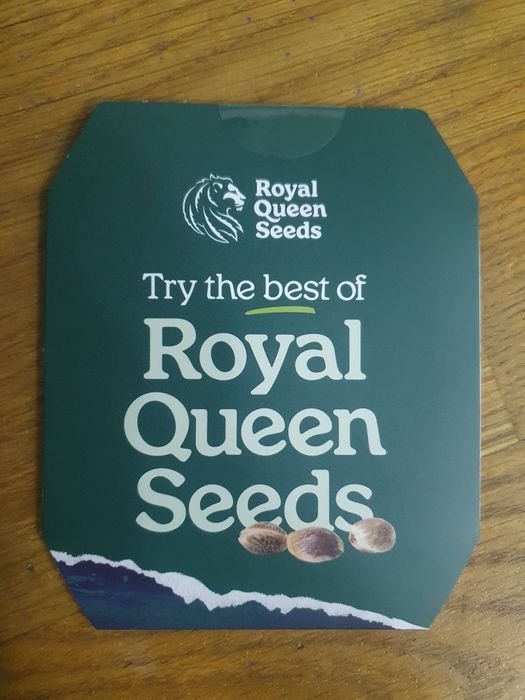 Royal
Queen
Seeds
Try the best of
Royal
Queen
Seeds